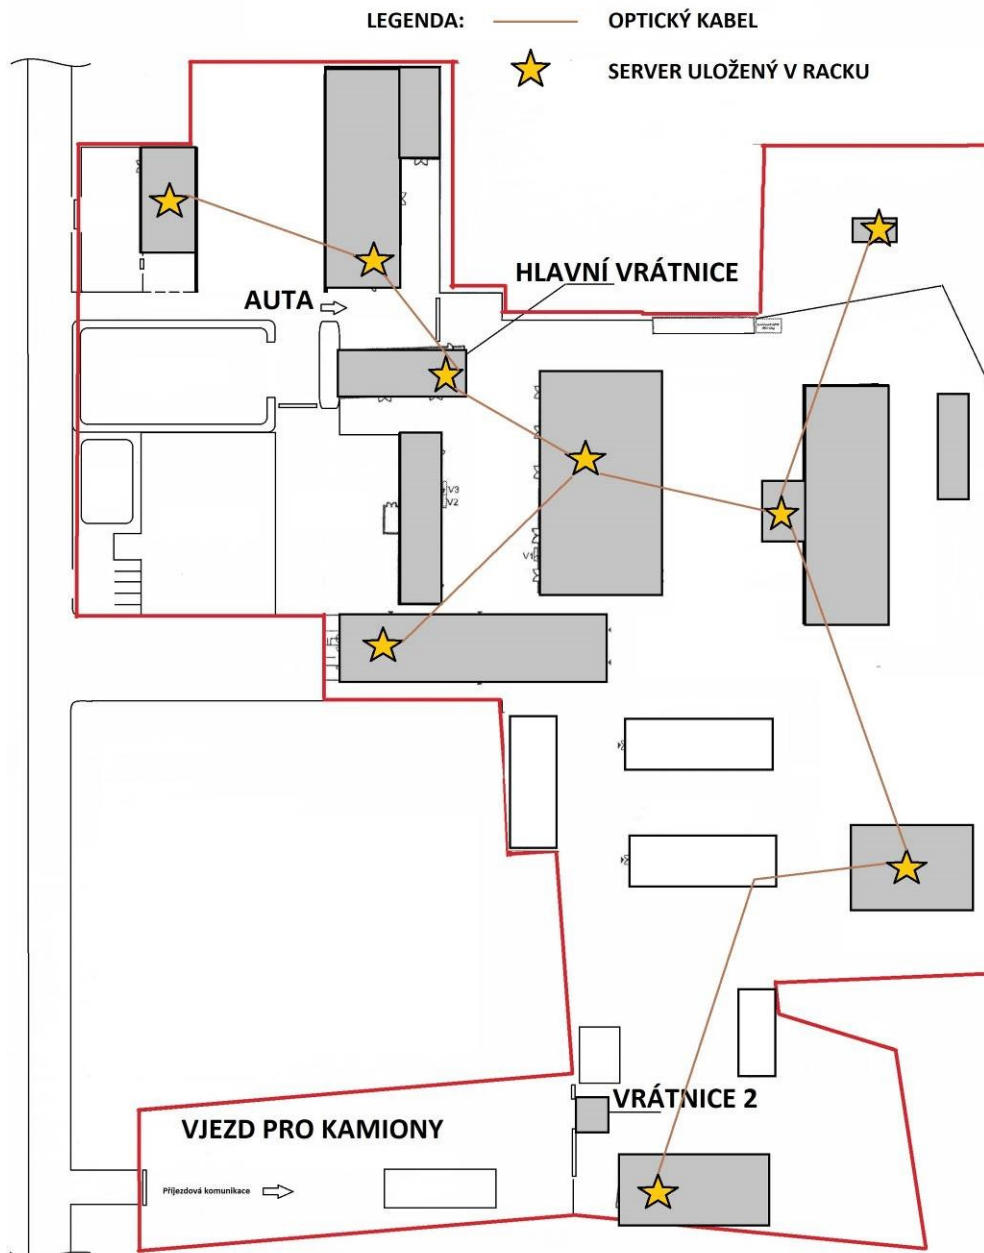 LEGENDA:
OPTICKÝ KABEL
SERVER ULOŽENÝ V RACKU
HLAVNÍ VRÁTNICE
AUTA
V3
V2
V1
VRÁTNICE 2
VJEZD PRO KAMIONY
Příjezdová komunikace